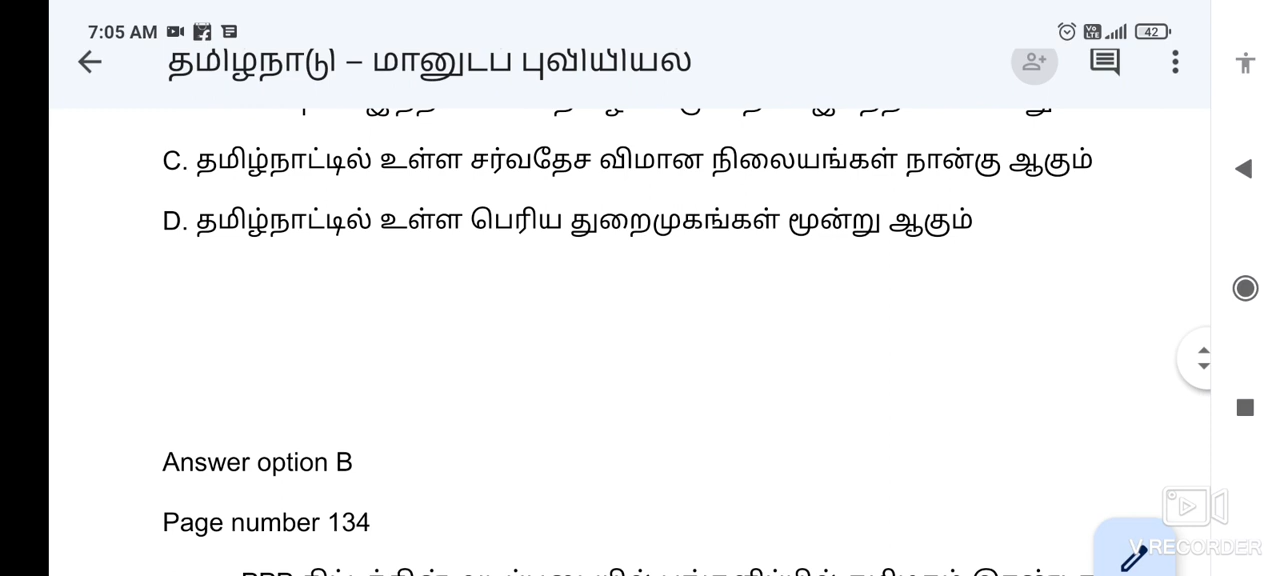 7:05 AM 42
தமிழ்நாடு – மானுடப் புவியியல்
C. தமிழ்நாட்டில் உள்ள சர்வதேச விமான நிலையங்கள் நான்கு ஆகும்
D. தமிழ்நாட்டில் உள்ள பெரிய துறைமுகங்கள் மூன்று ஆகும்
Answer option B
Page number 134
V RECORDER